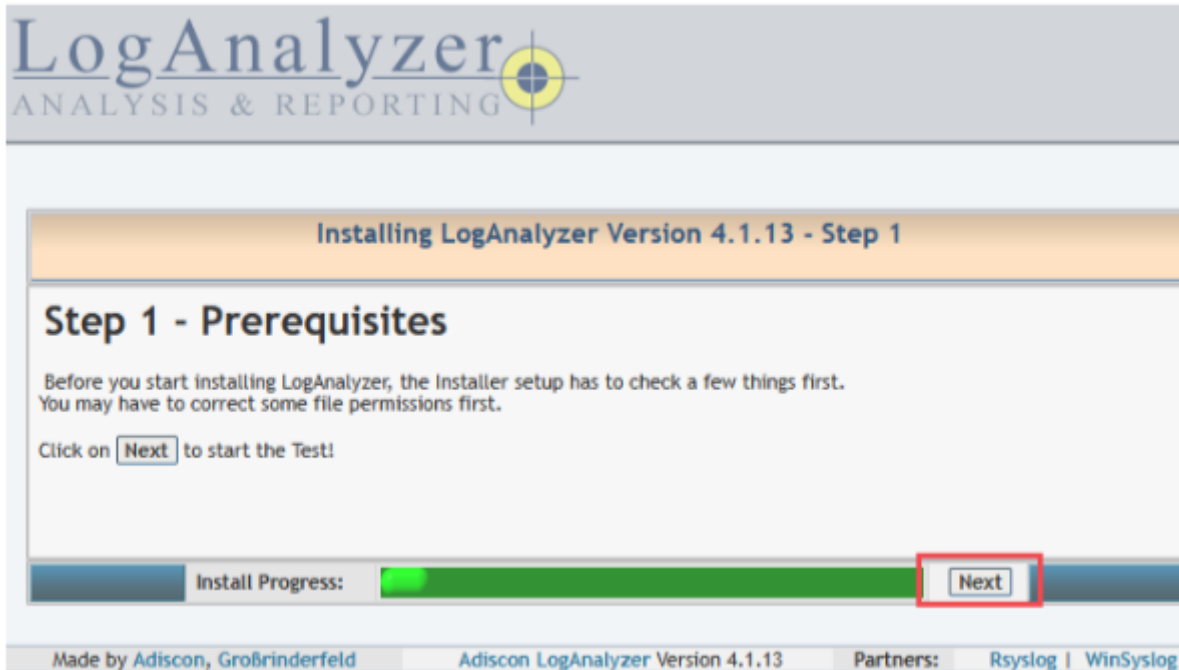 LogAnalyzer
ANALYSIS & REPORTING
Installing LogAnalyzer Version 4.1.13 - Step 1
Step 1 - Prerequisites
Before you start installing LogAnalyzer, the Installer setup has to check a few things first.
You may have to correct some file permissions first.
Click on Next to start the Test!
Install Progress: Next
Made by Adiscon, Großrinderfeld Adiscon LogAnalyzer Version 4.1.13 Partners: Rsyslog | WinSyslog